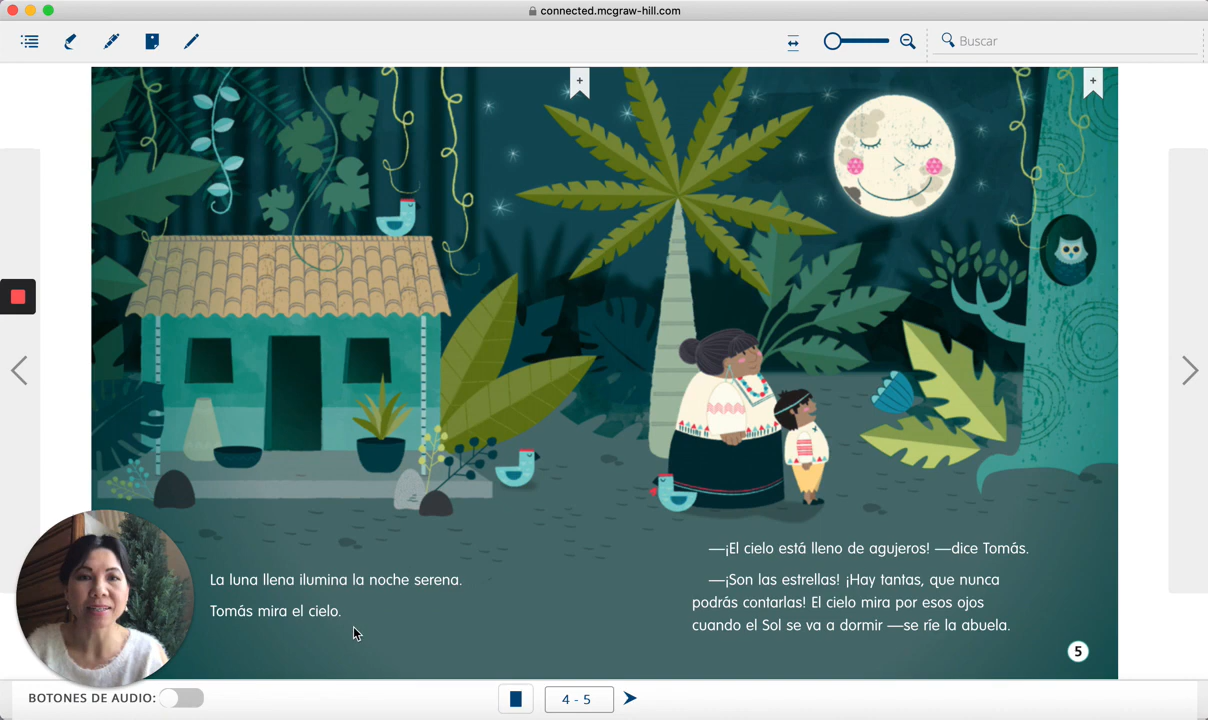 connected.mcgraw-hill.com
Buscar
La luna llena ilumina la noche serena.
Tomás mira el cielo.
—¡El cielo está lleno de agujeros! —dice Tomás.
—¡Son las estrellas! ¡Hay tantas, que nunca
podrás contarlas! El cielo mira por esos ojos
cuando el Sol se va a dormir —se ríe la abuela.
5
BOTONES DE AUDIO:
4 - 5